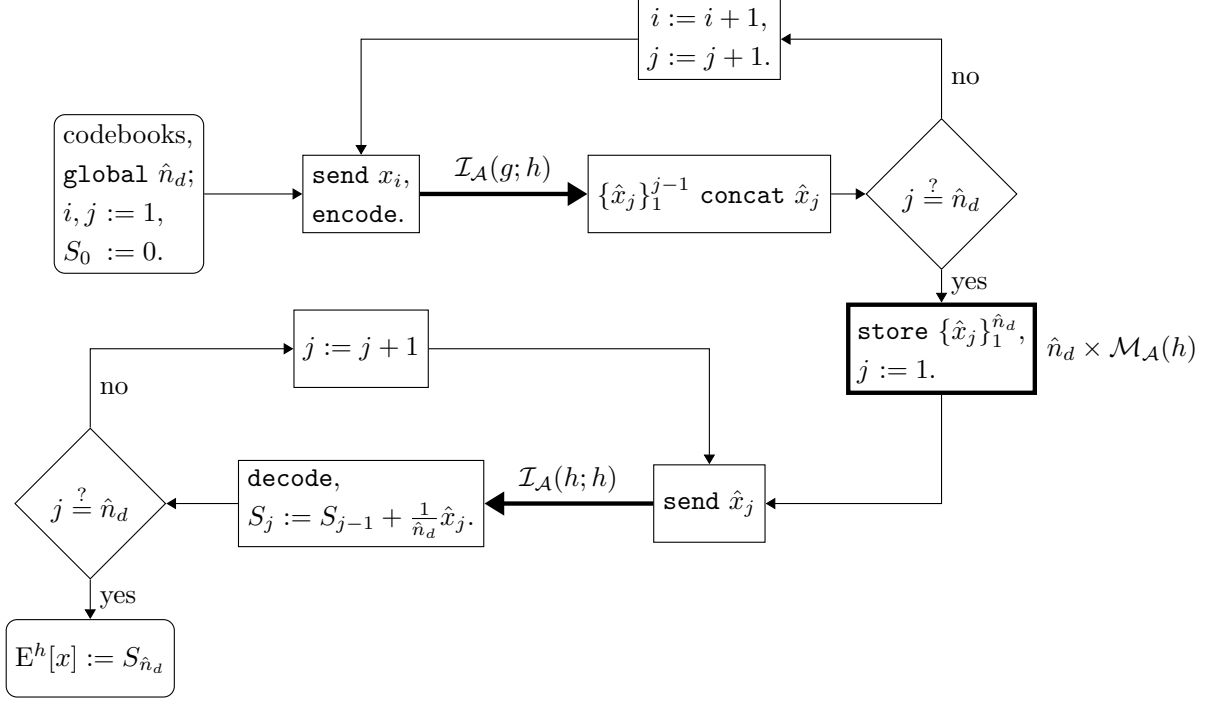 i := i + 1,
j := j + 1.
no
codebooks,
global n̂_d;
i, j := 1,
S_0 := 0.
send x_i,
encode.
𝓘_𝓐(g; h)
{x̂_j}_1^{j−1} concat x̂_j
j ≟ n̂_d
yes
store {x̂_j}_1^{n̂_d},
j := 1.
n̂_d × 𝓜_𝓐(h)
j := j + 1
no
j ≟ n̂_d
decode,
S_j := S_{j−1} + \frac{1}{n̂_d} x̂_j.
𝓘_𝓐(h; h)
send x̂_j
yes
E^h[x] := S_{n̂_d}